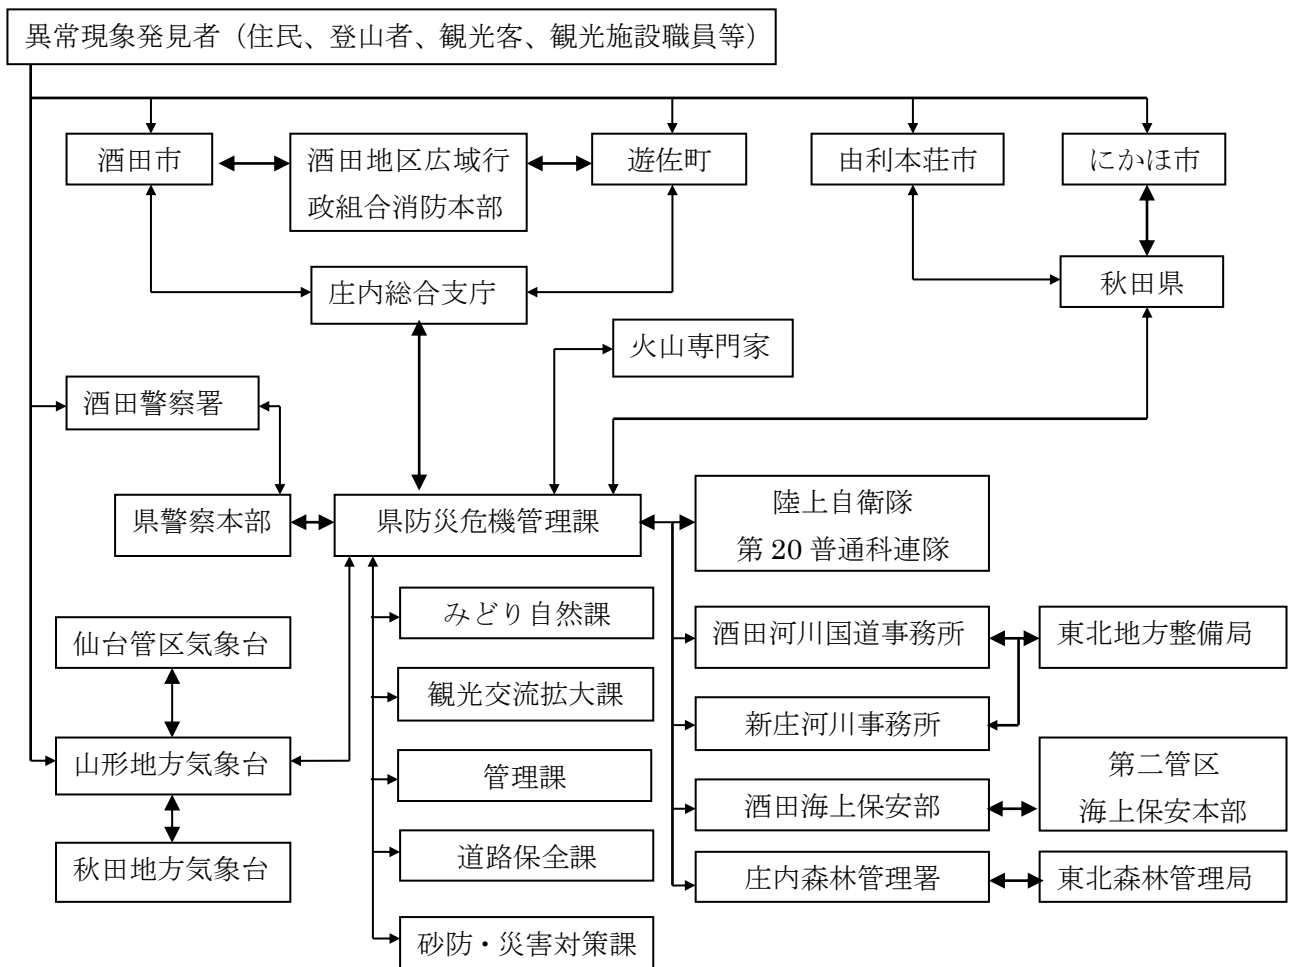 異常現象発見者（住民、登山者、観光客、観光施設職員等）
酒田市
酒田地区広域行
政組合消防本部
遊佐町
由利本荘市
にかほ市
庄内総合支庁
秋田県
火山専門家
酒田警察署
県警察本部
県防災危機管理課
陸上自衛隊
第 20 普通科連隊
みどり自然課
酒田河川国道事務所
東北地方整備局
仙台管区気象台
観光交流拡大課
新庄河川事務所
山形地方気象台
管理課
酒田海上保安部
第二管区
海上保安本部
秋田地方気象台
道路保全課
庄内森林管理署
東北森林管理局
砂防・災害対策課